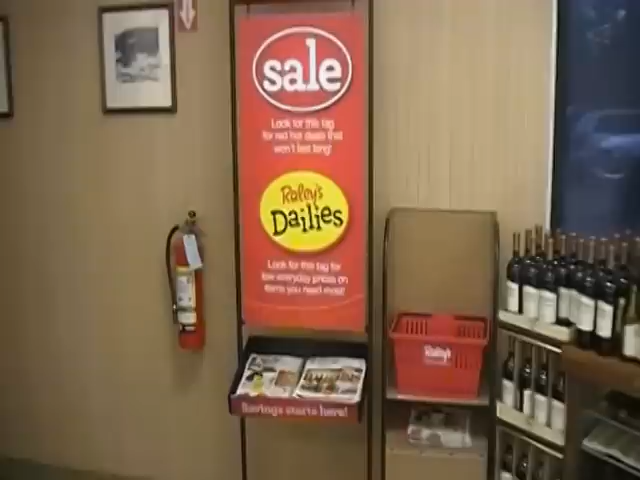 sale
Look for this tag
for red hot deals that
won't last long!
Raley's
Dailies
Look for this tag for
low everyday prices on
items you need most!
Savings starts here!
Raley's